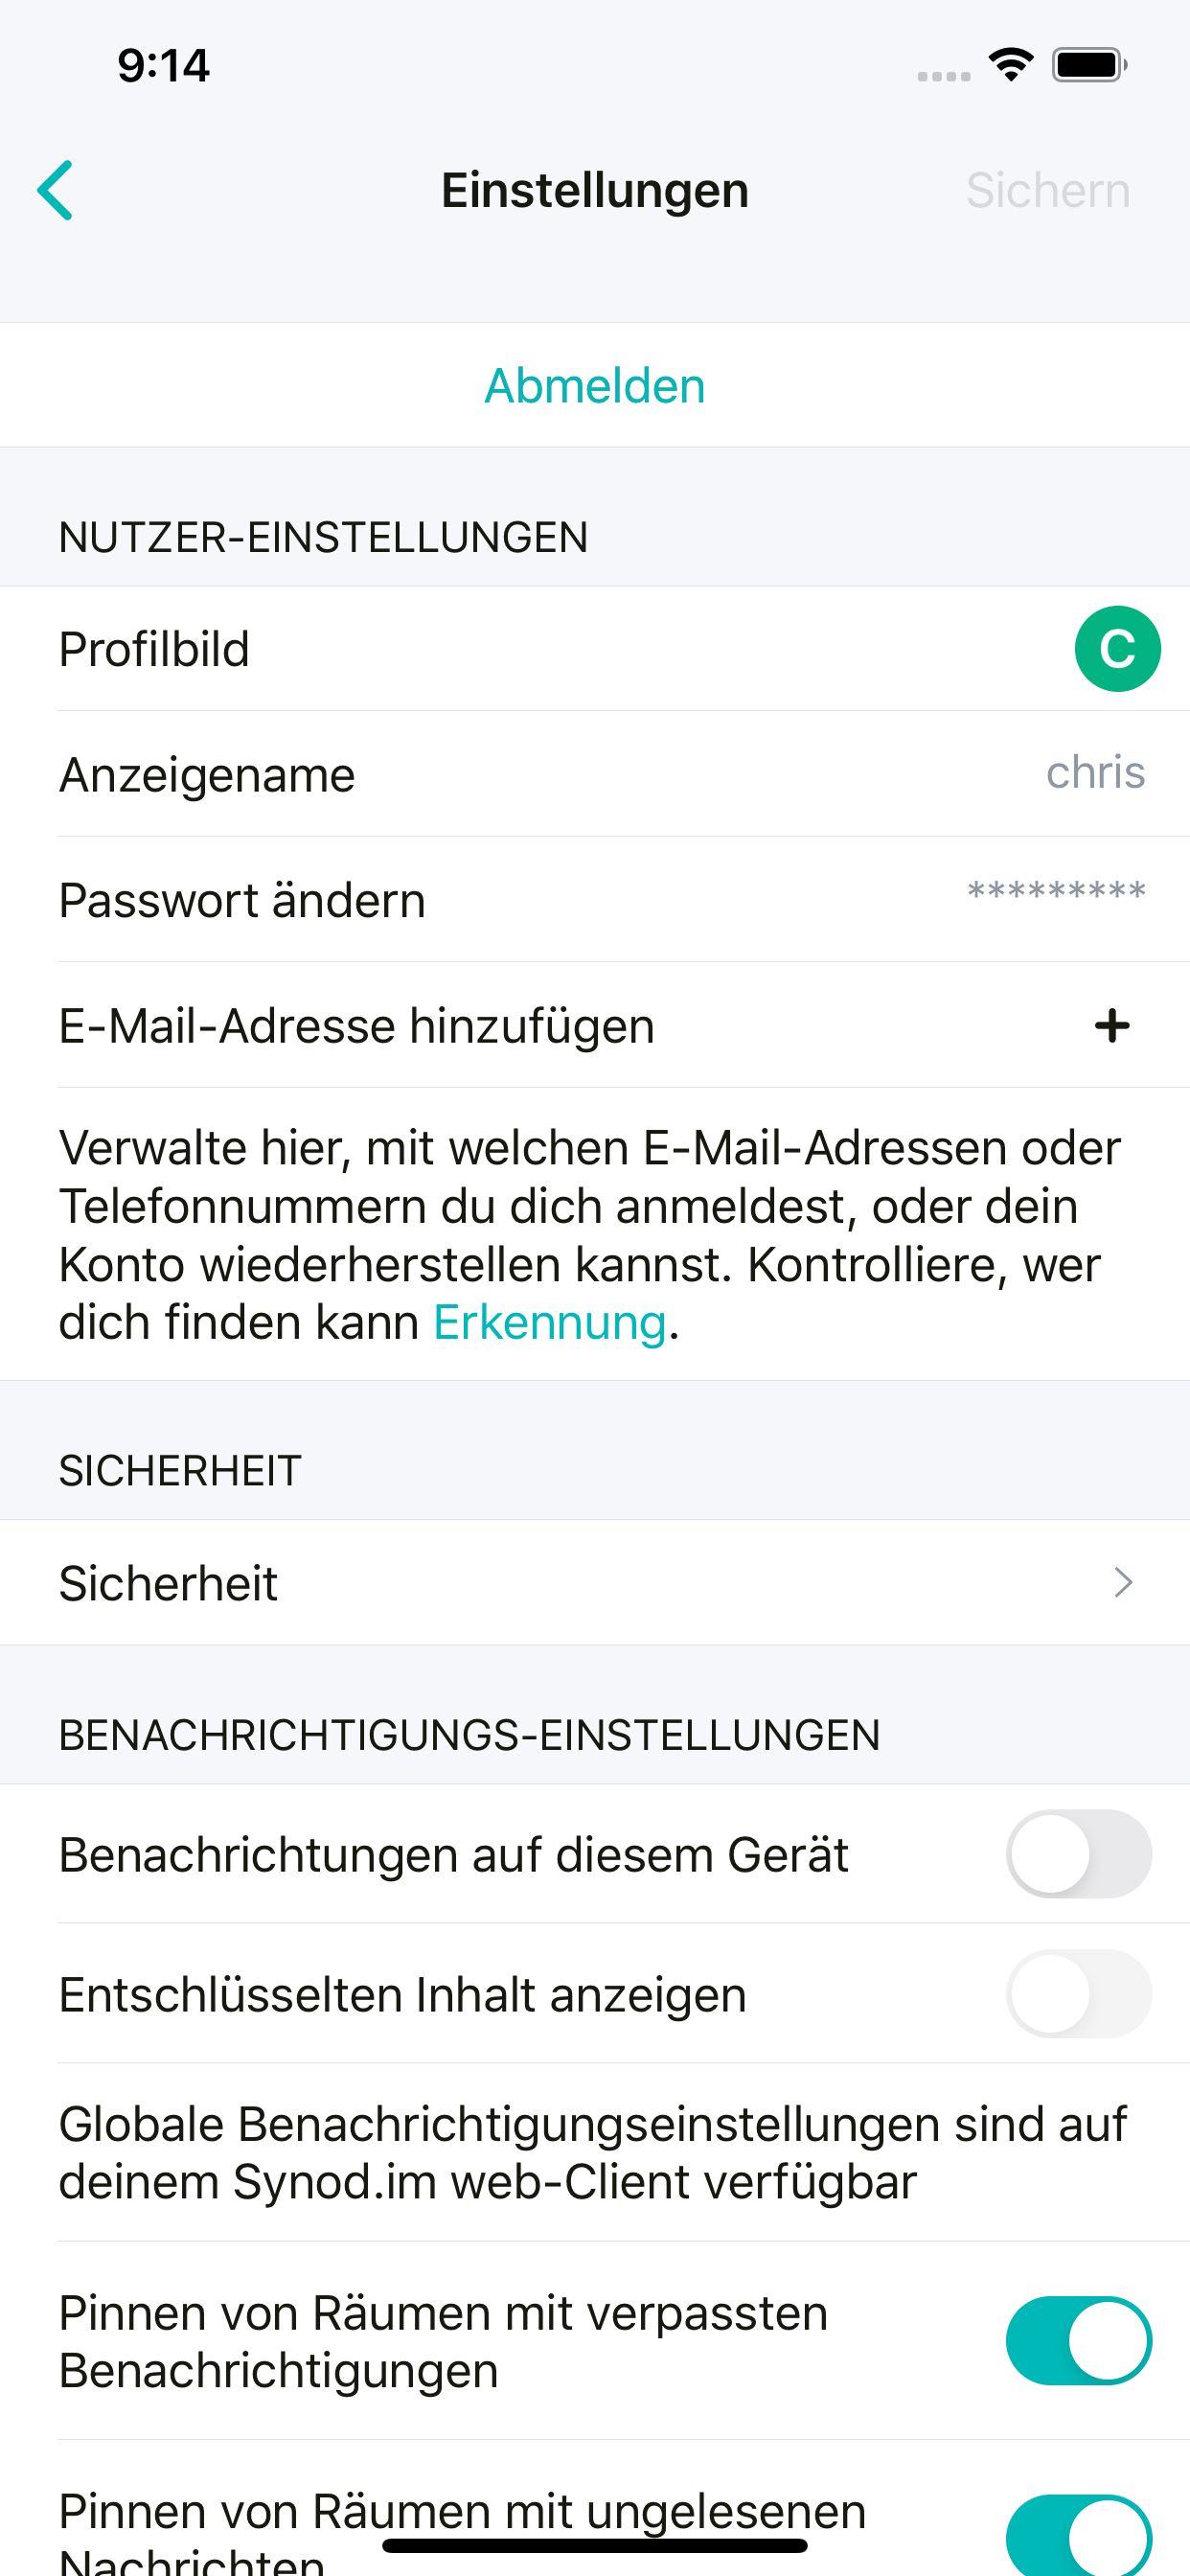 9:14
Einstellungen
Sichern
Abmelden
NUTZER-EINSTELLUNGEN
Profilbild
C
Anzeigename
chris
Passwort ändern
*********
E-Mail-Adresse hinzufügen
+
Verwalte hier, mit welchen E-Mail-Adressen oder
Telefonnummern du dich anmeldest, oder dein
Konto wiederherstellen kannst. Kontrolliere, wer
dich finden kann Erkennung.
SICHERHEIT
Sicherheit
BENACHRICHTIGUNGS-EINSTELLUNGEN
Benachrichtungen auf diesem Gerät
Entschlüsselten Inhalt anzeigen
Globale Benachrichtigungseinstellungen sind auf
deinem Synod.im web-Client verfügbar
Pinnen von Räumen mit verpassten
Benachrichtigungen
Pinnen von Räumen mit ungelesenen
Nachrichten